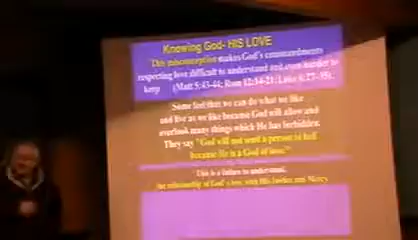 Knowing God- HIS LOVE
This misconception makes God's commandments
respecting love difficult to understand and even harder to
keep (Matt 5:43-44; Rom 12:14-21; Luke 6:27-35).
Some feel that we can do what we like
and live as we like because God will allow and
overlook many things which He has forbidden.
They say "God will not send a person to hell
because He is a God of love."
This is a failure to understand,
the relationship of God's love with His Justice and Mercy